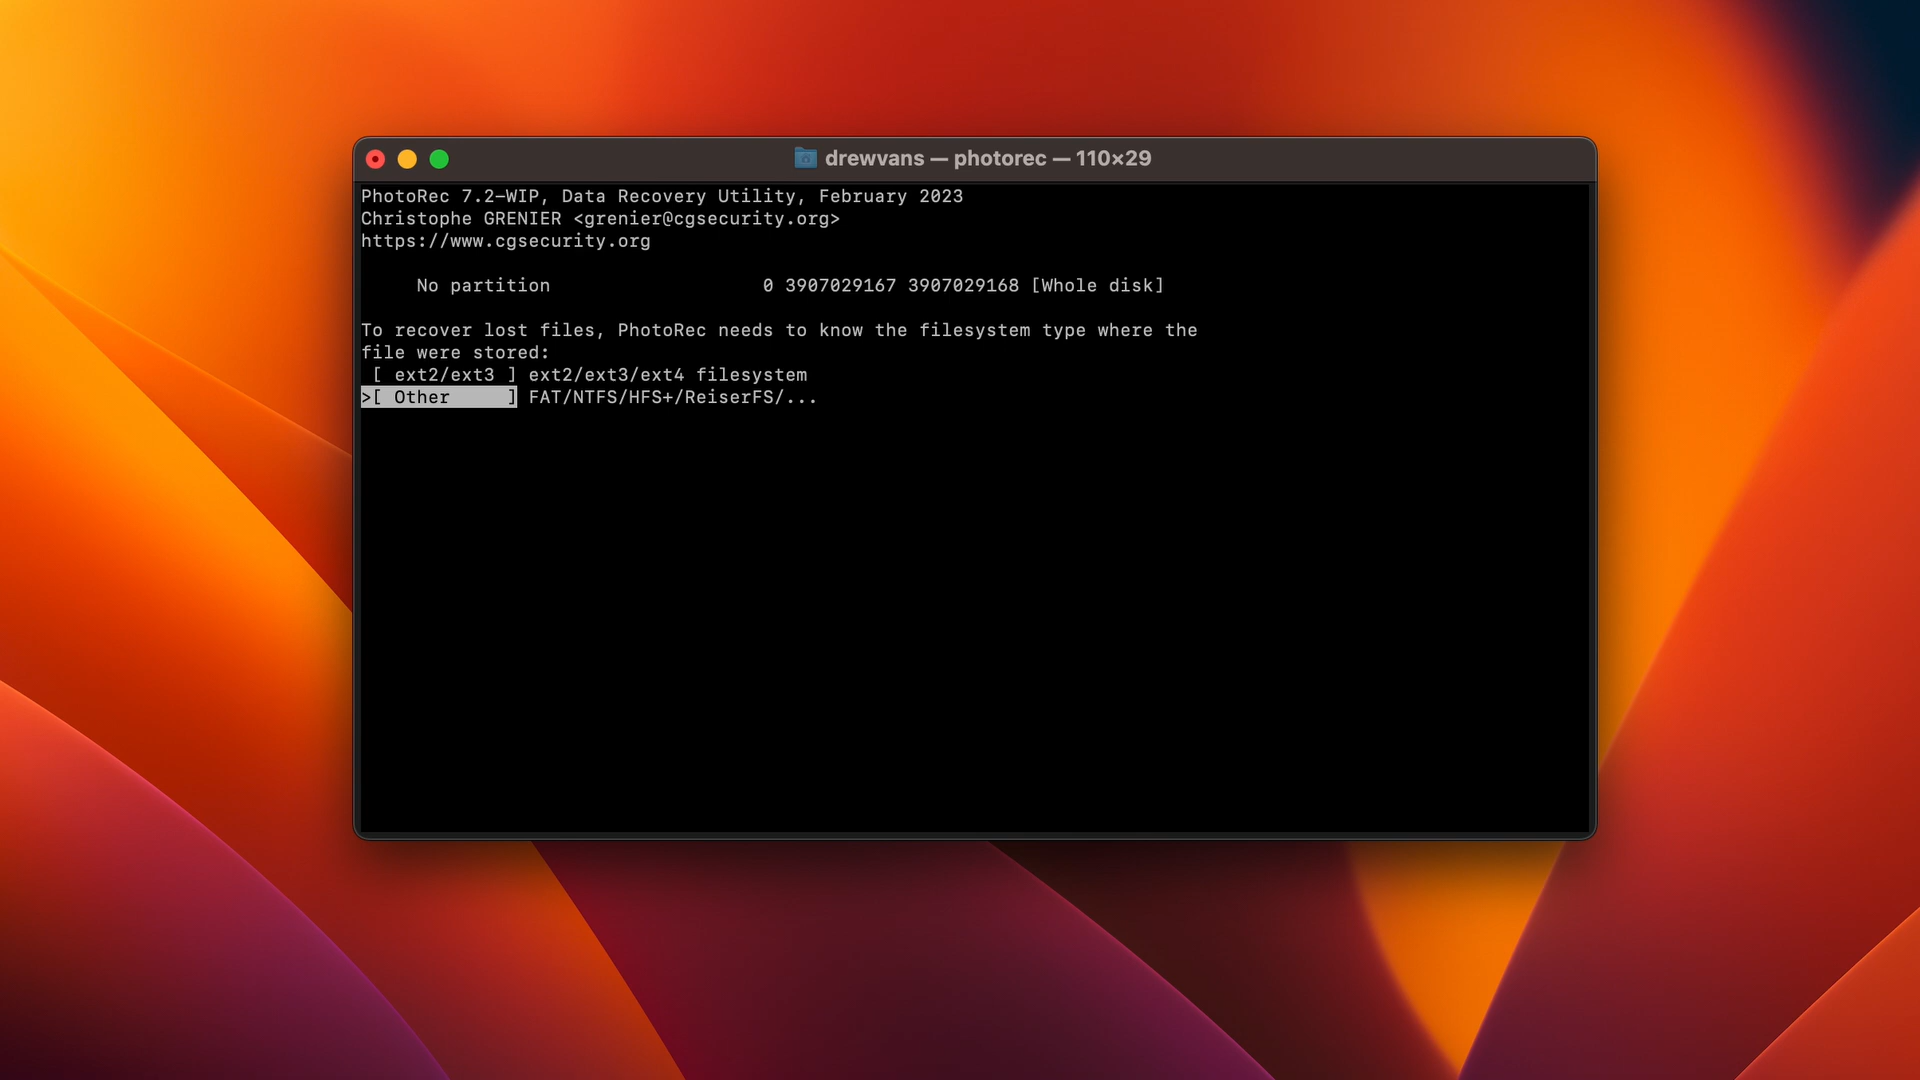 drewvans — photorec — 110×29
PhotoRec 7.2-WIP, Data Recovery Utility, February 2023
Christophe GRENIER <grenier@cgsecurity.org>
https://www.cgsecurity.org
No partition 0 3907029167 3907029168 [Whole disk]
To recover lost files, PhotoRec needs to know the filesystem type where the
file were stored:
[ ext2/ext3 ] ext2/ext3/ext4 filesystem
>[ Other ] FAT/NTFS/HFS+/ReiserFS/...